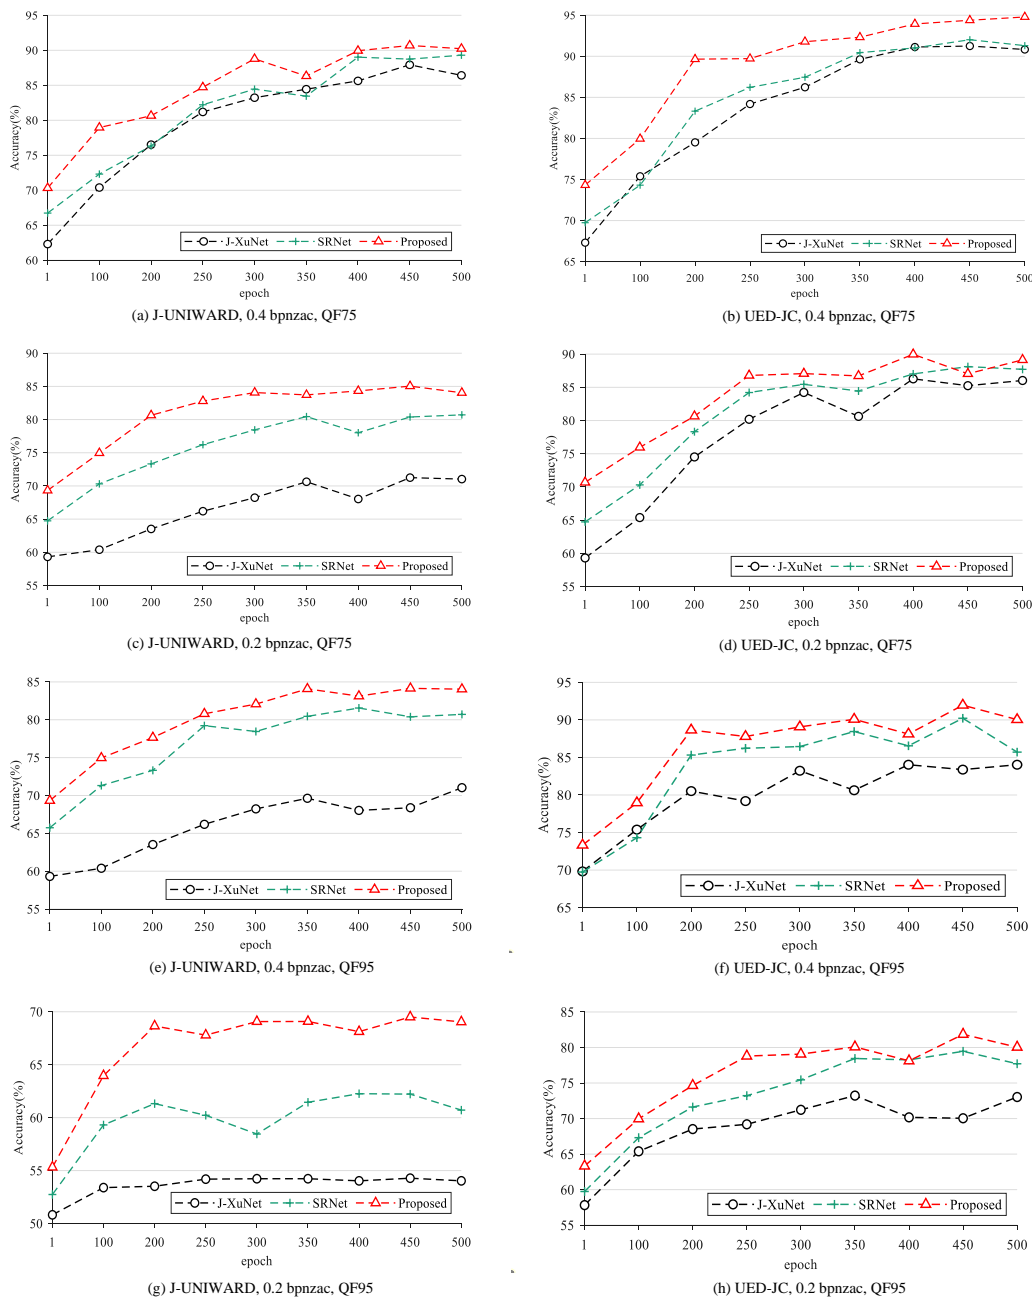 95
90
85
80
75
70
65
60
Accuracy(%)
1 100 200 250 300 350 400 450 500
epoch
J-XuNet SRNet Proposed
(a) J-UNIWARD, 0.4 bpnzac, QF75
95
90
85
80
75
70
65
Accuracy(%)
1 100 200 250 300 350 400 450 500
epoch
J-XuNet SRNet Proposed
(b) UED-JC, 0.4 bpnzac, QF75
90
85
80
75
70
65
60
55
Accuracy(%)
1 100 200 250 300 350 400 450 500
epoch
J-XuNet SRNet Proposed
(c) J-UNIWARD, 0.2 bpnzac, QF75
90
85
80
75
70
65
60
55
Accuracy(%)
1 100 200 250 300 350 400 450 500
epoch
J-XuNet SRNet Proposed
(d) UED-JC, 0.2 bpnzac, QF75
85
80
75
70
65
60
55
Accuracy(%)
1 100 200 250 300 350 400 450 500
epoch
J-XuNet SRNet Proposed
(e) J-UNIWARD, 0.4 bpnzac, QF95
95
90
85
80
75
70
65
Accuracy(%)
1 100 200 250 300 350 400 450 500
epoch
J-XuNet SRNet Proposed
(f) UED-JC, 0.4 bpnzac, QF95
70
65
60
55
50
Accuracy(%)
1 100 200 250 300 350 400 450 500
epoch
J-XuNet SRNet Proposed
(g) J-UNIWARD, 0.2 bpnzac, QF95
85
80
75
70
65
60
55
Accuracy(%)
1 100 200 250 300 350 400 450 500
epoch
J-XuNet SRNet Proposed
(h) UED-JC, 0.2 bpnzac, QF95